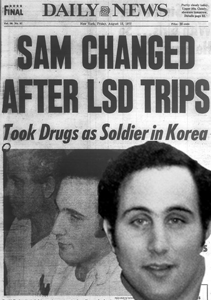 FINAL
DAILY NEWS
SAM CHANGED
AFTER LSD TRIPS
Took Drugs as Soldier in Korea